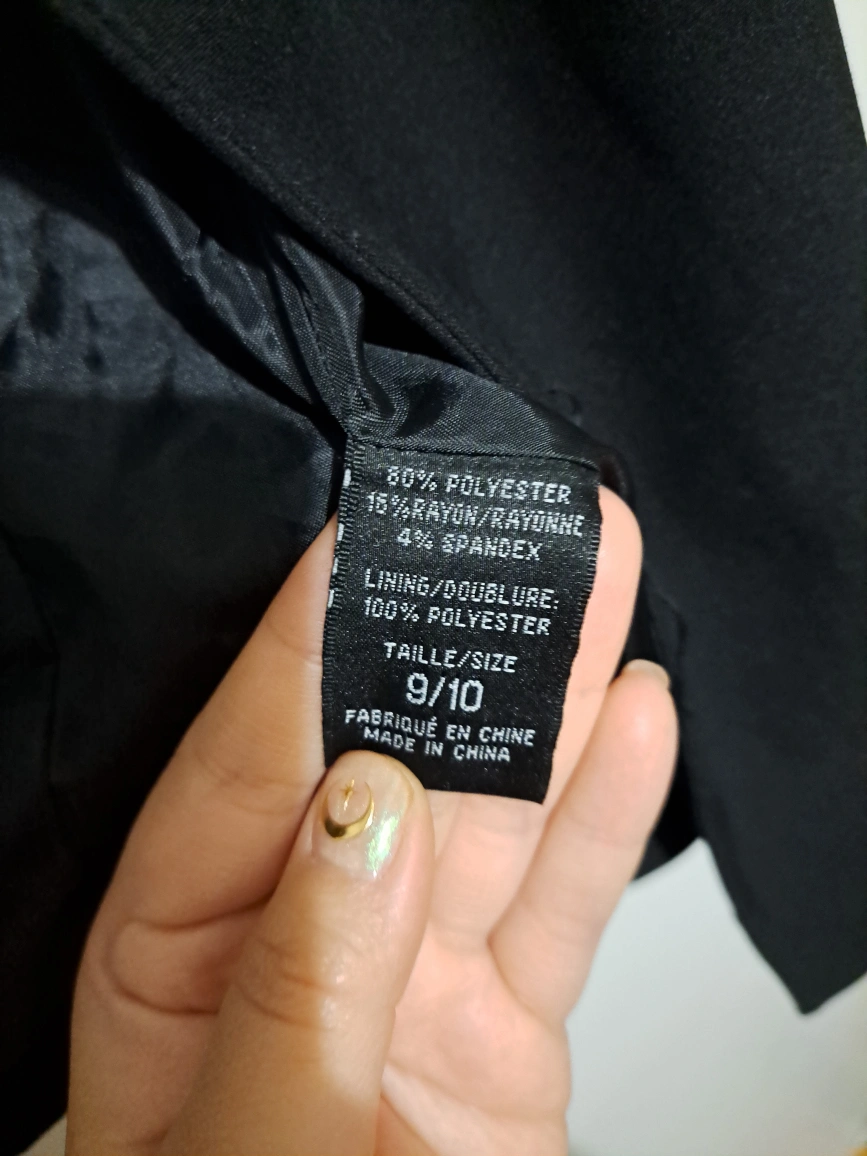 80% POLYESTER
16%RAYON/RAYONNE
4% SPANDEX
LINING/DOUBLURE:
100% POLYESTER
TAILLE/SIZE
9/10
FABRIQUÉ EN CHINE
MADE IN CHINA